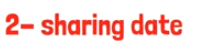 2- sharing date